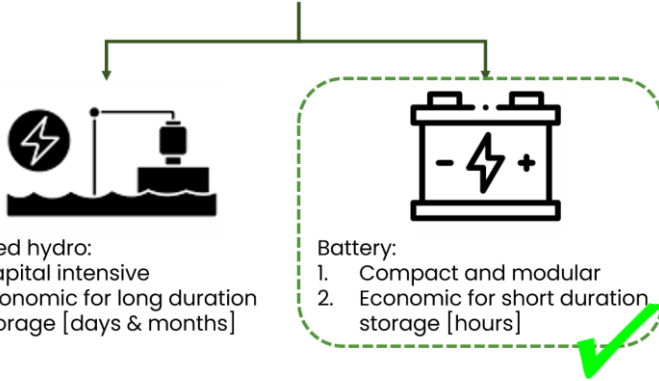 ed hydro:
apital intensive
onomic for long duration
orage [days & months]
Battery:
1. Compact and modular
2. Economic for short duration
storage [hours]